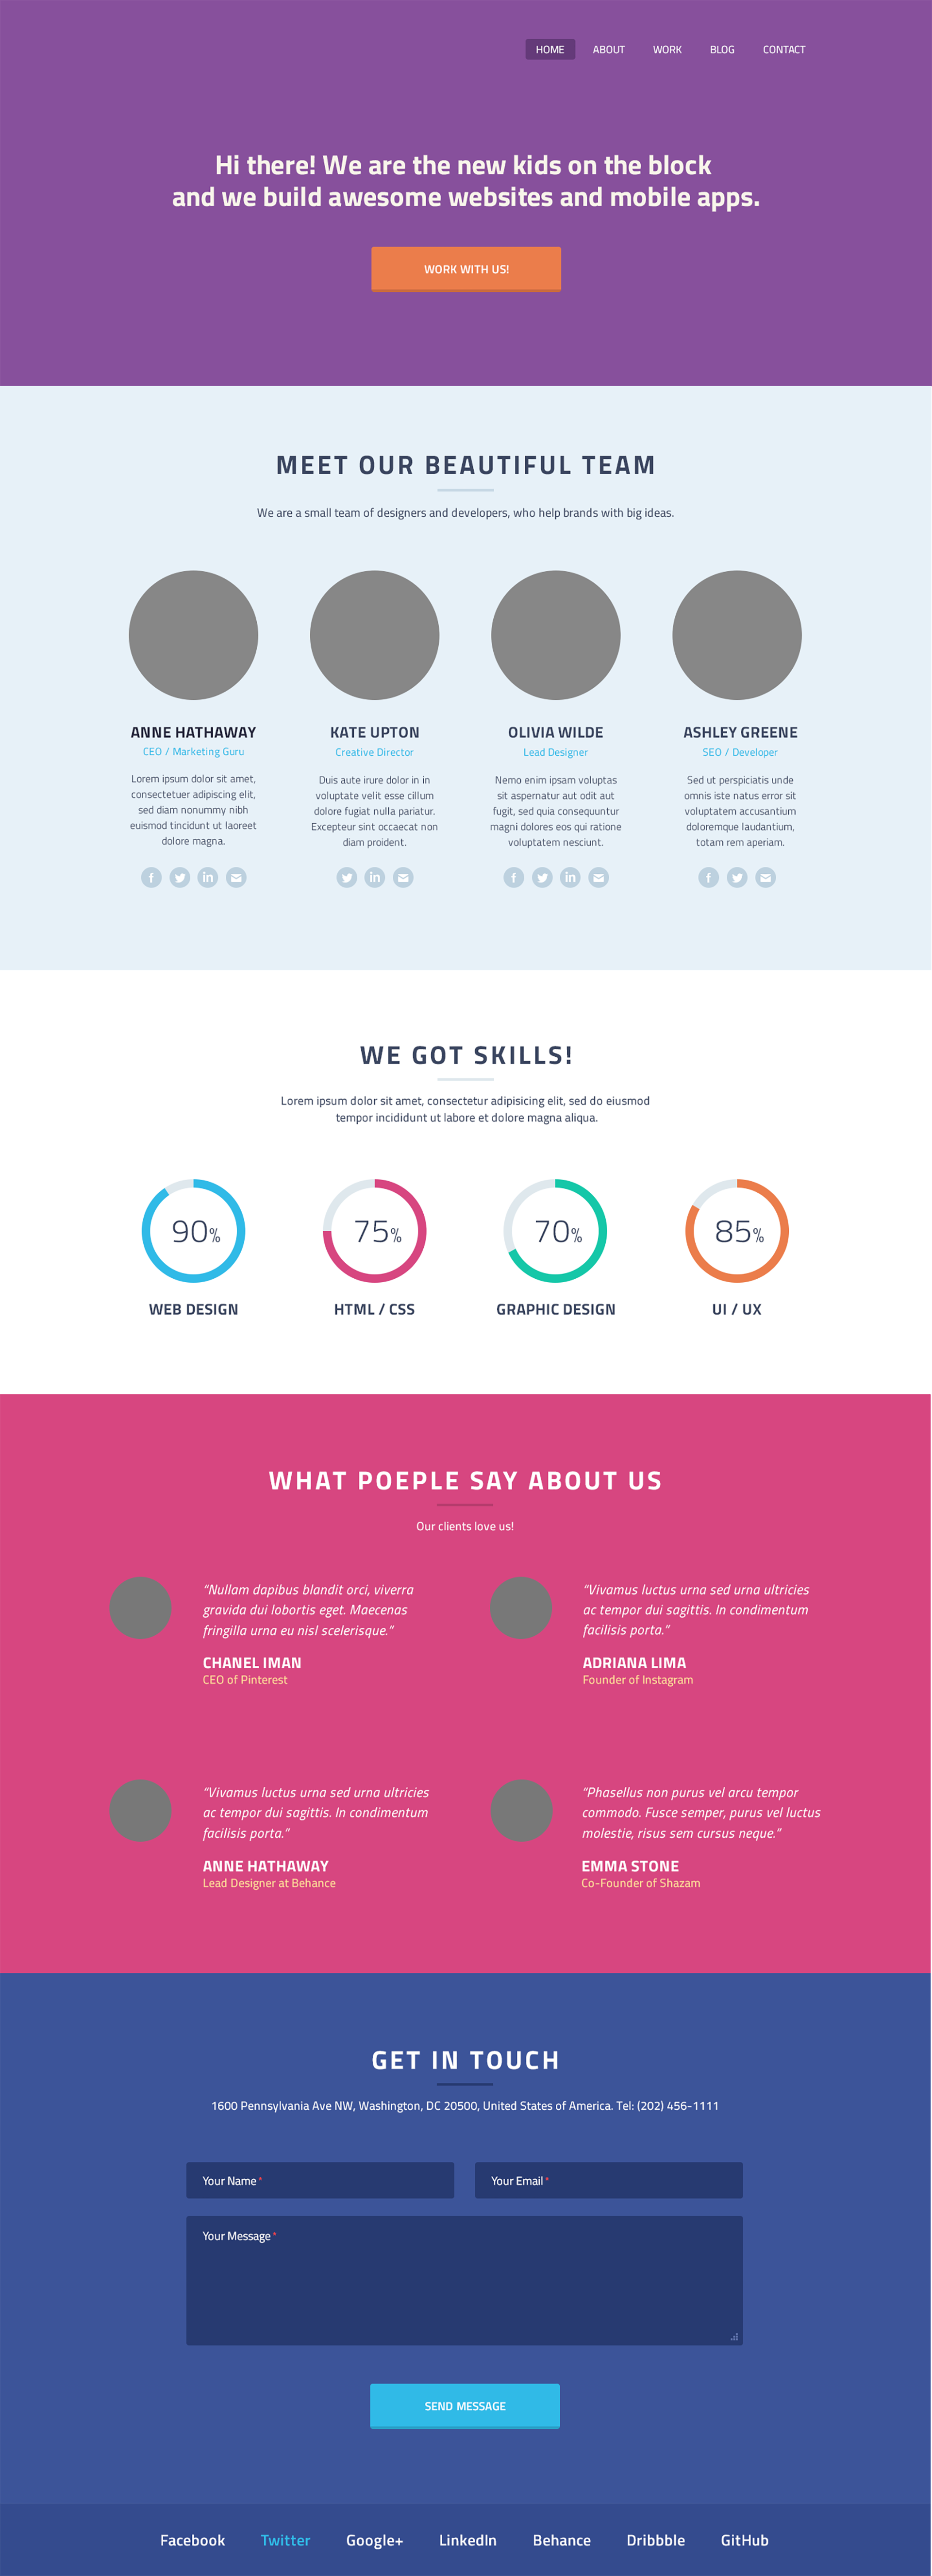 HOME ABOUT WORK BLOG CONTACT
Hi there! We are the new kids on the block
and we build awesome websites and mobile apps.
WORK WITH US!
MEET OUR BEAUTIFUL TEAM
We are a small team of designers and developers, who help brands with big ideas.
ANNE HATHAWAY
CEO / Marketing Guru
Lorem ipsum dolor sit amet,
consectetuer adipiscing elit,
sed diam nonummy nibh
euismod tincidunt ut laoreet
dolore magna.
KATE UPTON
Creative Director
Duis aute irure dolor in in
voluptate velit esse cillum
dolore fugiat nulla pariatur.
Excepteur sint occaecat non
diam proident.
OLIVIA WILDE
Lead Designer
Nemo enim ipsam voluptas
sit aspernatur aut odit aut
fugit, sed quia consequuntur
magni dolores eos qui ratione
voluptatem nesciunt.
ASHLEY GREENE
SEO / Developer
Sed ut perspiciatis unde
omnis iste natus error sit
voluptatem accusantium
doloremque laudantium,
totam rem aperiam.
WE GOT SKILLS!
Lorem ipsum dolor sit amet, consectetur adipisicing elit, sed do eiusmod
tempor incididunt ut labore et dolore magna aliqua.
90%
WEB DESIGN
75%
HTML / CSS
70%
GRAPHIC DESIGN
85%
UI / UX
WHAT POEPLE SAY ABOUT US
Our clients love us!
“Nullam dapibus blandit orci, viverra
gravida dui lobortis eget. Maecenas
fringilla urna eu nisl scelerisque.”
CHANEL IMAN
CEO of Pinterest
“Vivamus luctus urna sed urna ultricies
ac tempor dui sagittis. In condimentum
facilisis porta.”
ADRIANA LIMA
Founder of Instagram
“Vivamus luctus urna sed urna ultricies
ac tempor dui sagittis. In condimentum
facilisis porta.”
ANNE HATHAWAY
Lead Designer at Behance
“Phasellus non purus vel arcu tempor
commodo. Fusce semper, purus vel luctus
molestie, risus sem cursus neque.”
EMMA STONE
Co-Founder of Shazam
GET IN TOUCH
1600 Pennsylvania Ave NW, Washington, DC 20500, United States of America. Tel: (202) 456-1111
Your Name *
Your Email *
Your Message *
SEND MESSAGE
Facebook Twitter Google+ LinkedIn Behance Dribbble GitHub